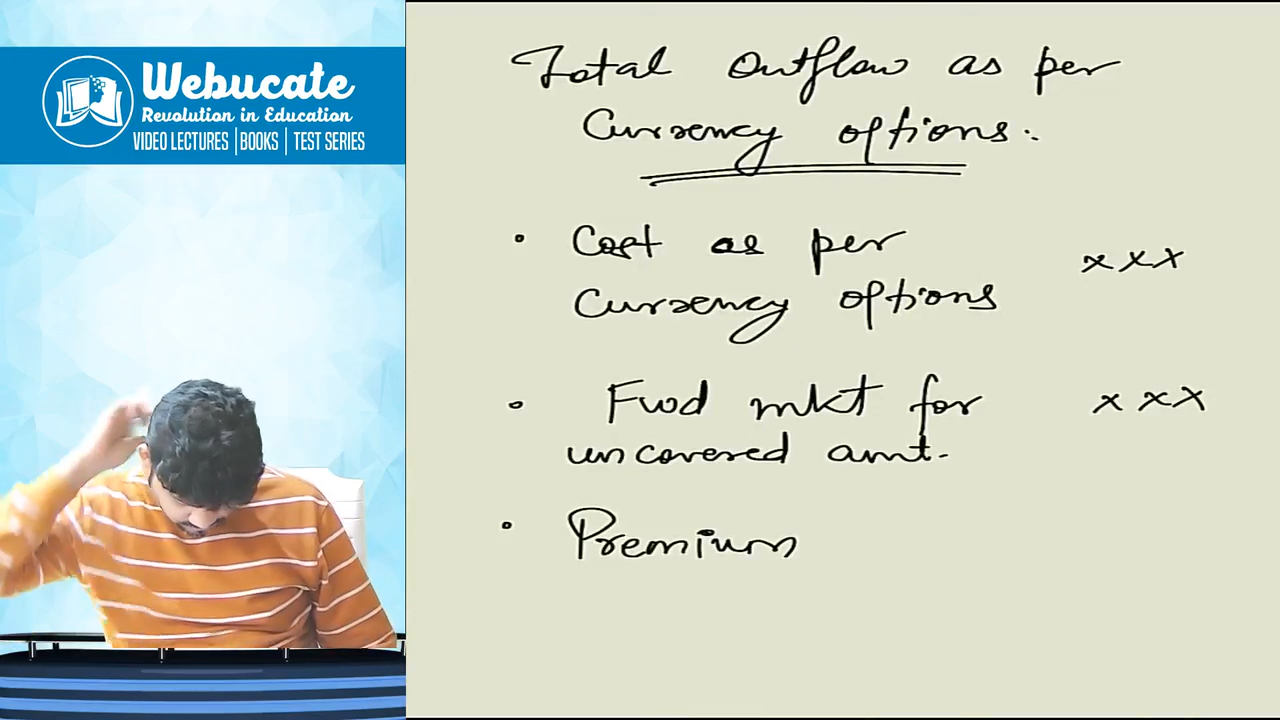 Webucate
Revolution in Education
VIDEO LECTURES | BOOKS | TEST SERIES
Total Outflow as per
Currency options:
• Cost as per
Currency options xxx
• Fwd mkt for xxx
uncovered amt.
• Premium